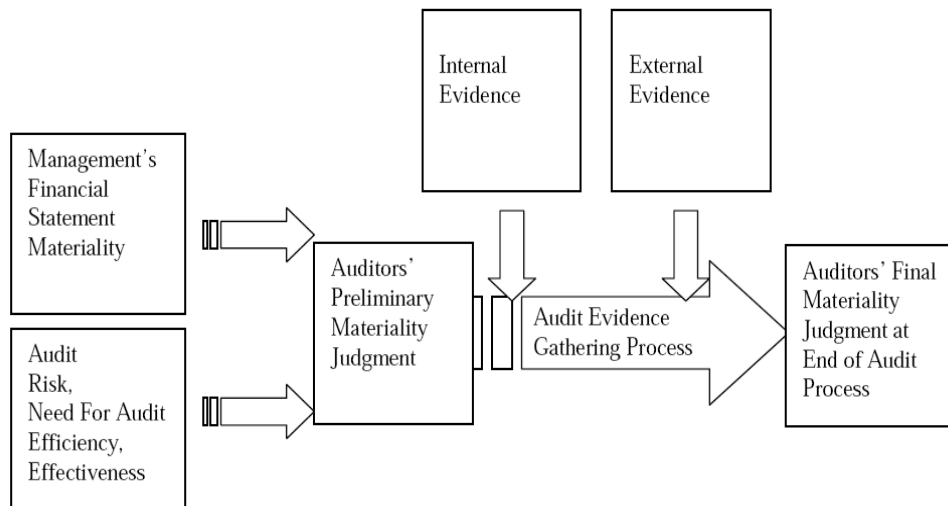 Internal
Evidence
External
Evidence
Management's
Financial
Statement
Materiality
Auditors'
Preliminary
Materiality
Judgment
Audit Evidence
Gathering Process
Auditors' Final
Materiality
Judgment at
End of Audit
Process
Audit
Risk,
Need For Audit
Efficiency,
Effectiveness